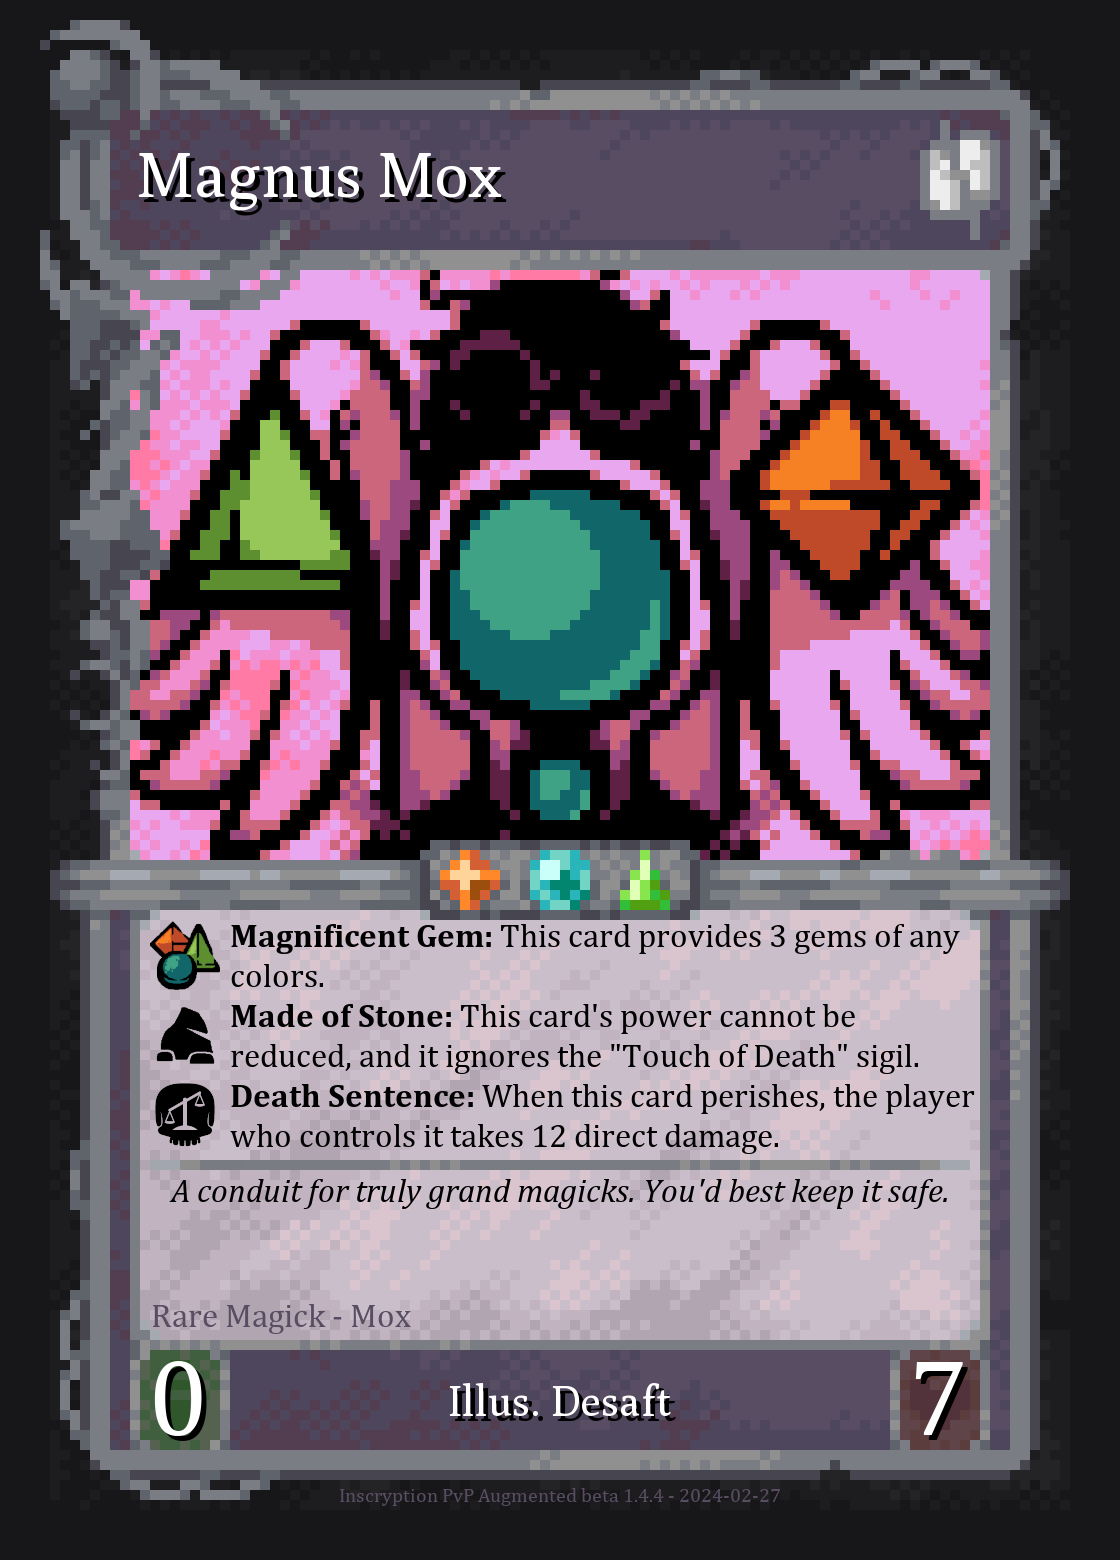 Magnus Mox
Magnificent Gem: This card provides 3 gems of any
colors.
Made of Stone: This card's power cannot be
reduced, and it ignores the "Touch of Death" sigil.
Death Sentence: When this card perishes, the player
who controls it takes 12 direct damage.
A conduit for truly grand magicks. You'd best keep it safe.
Rare Magick - Mox
0
Illus. Desaft
7
Inscryption PvP Augmented beta 1.4.4 - 2024-02-27